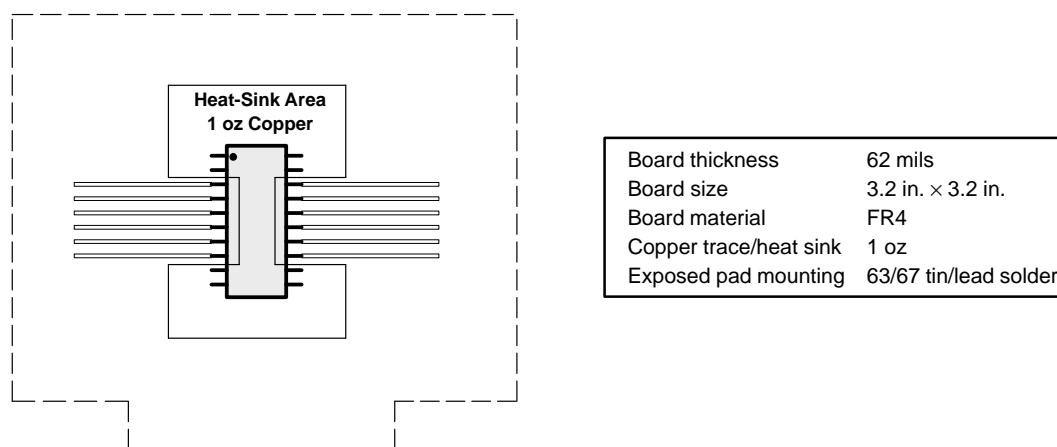 Heat-Sink Area
1 oz Copper
Board thickness 62 mils
Board size 3.2 in. × 3.2 in.
Board material FR4
Copper trace/heat sink 1 oz
Exposed pad mounting 63/67 tin/lead solder